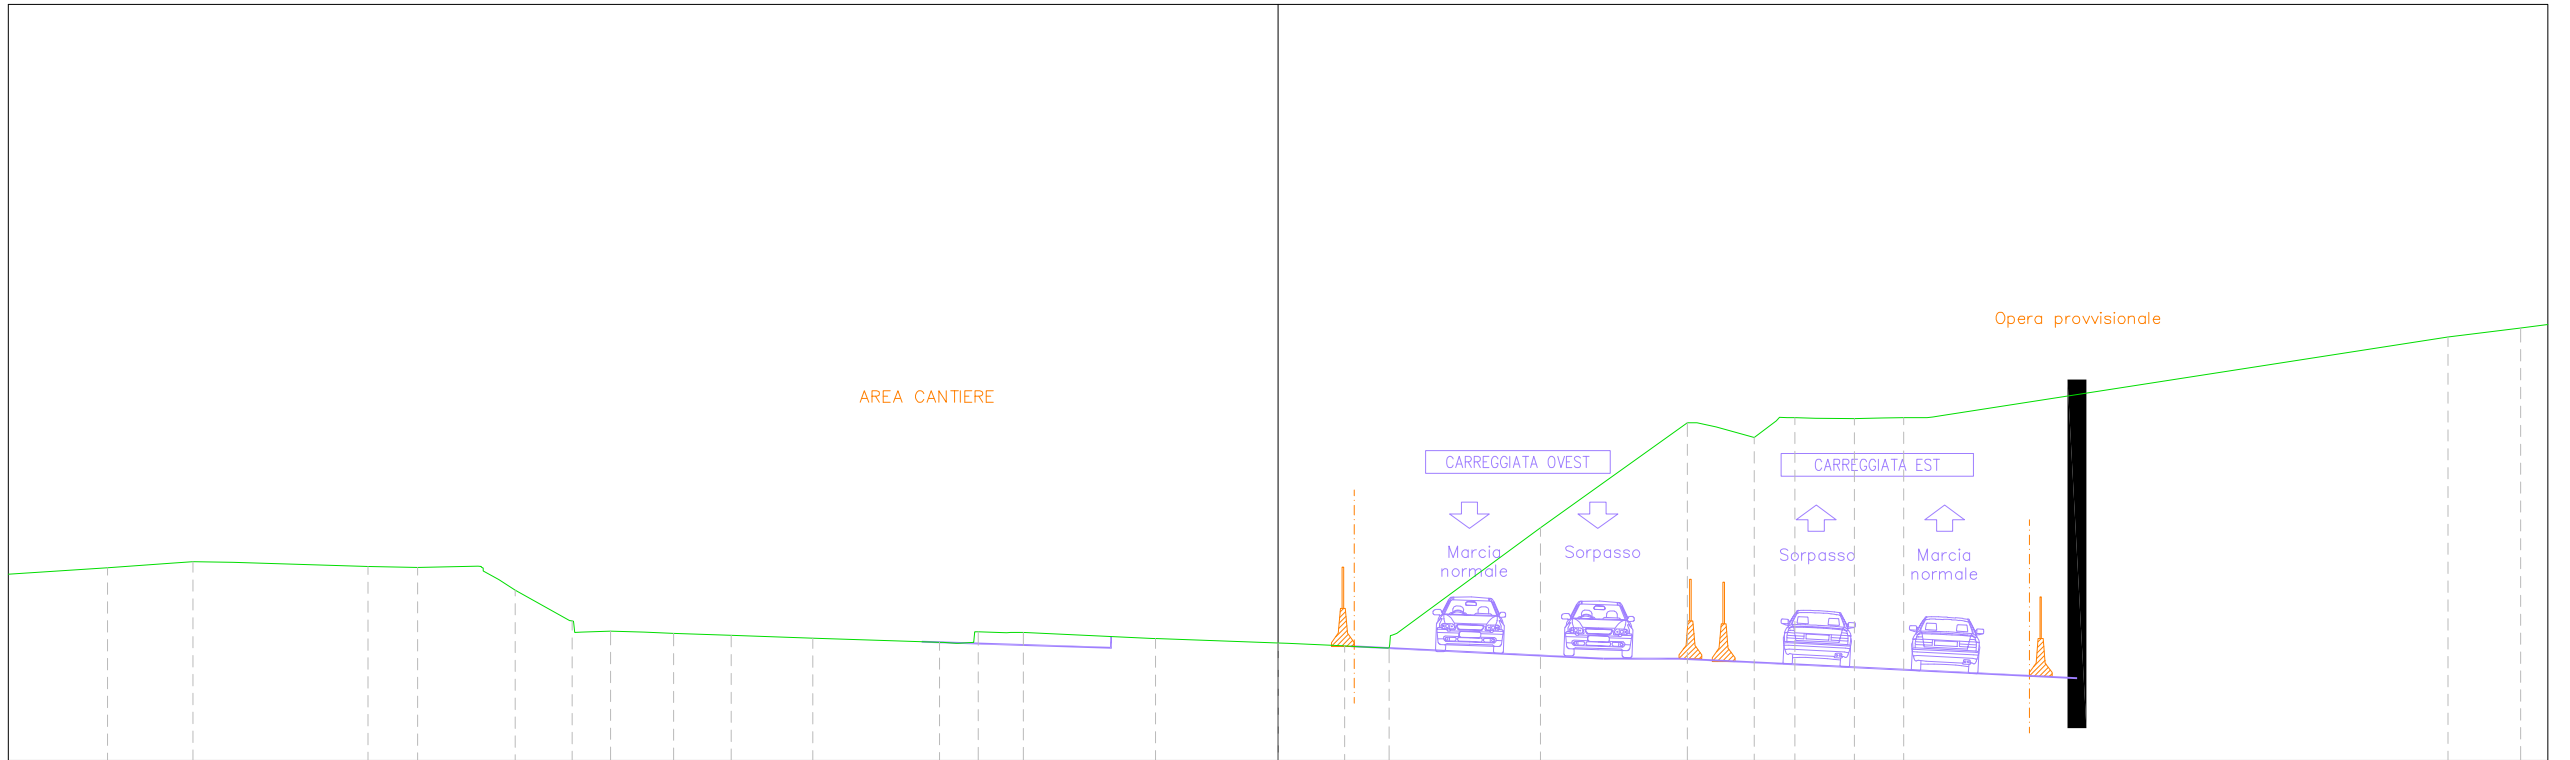 Opera provvisionale
AREA CANTIERE
CARREGGIATA OVEST
CARREGGIATA EST
Marcia
normale
Sorpasso
Sorpasso
Marcia
normale